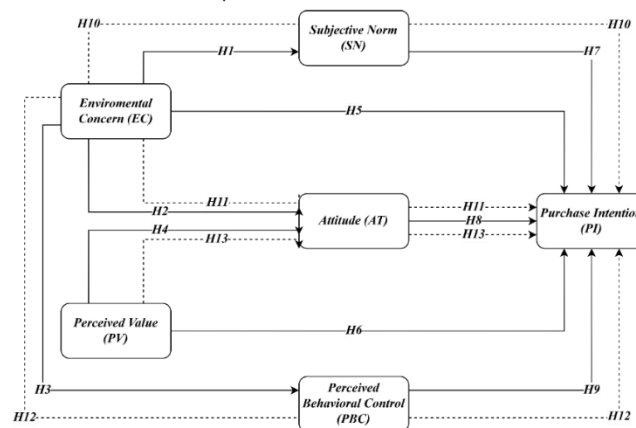 H10
Subjective Norm
(SN)
H10
H1
H7
Enviromental
Concern (EC)
H5
H11
H2
Attitude (AT)
H11
H8
H13
Purchase Intention
(PI)
H4
H13
Perceived Value
(PV)
H6
H3
Perceived
Behavioral Control
(PBC)
H9
H12
H12